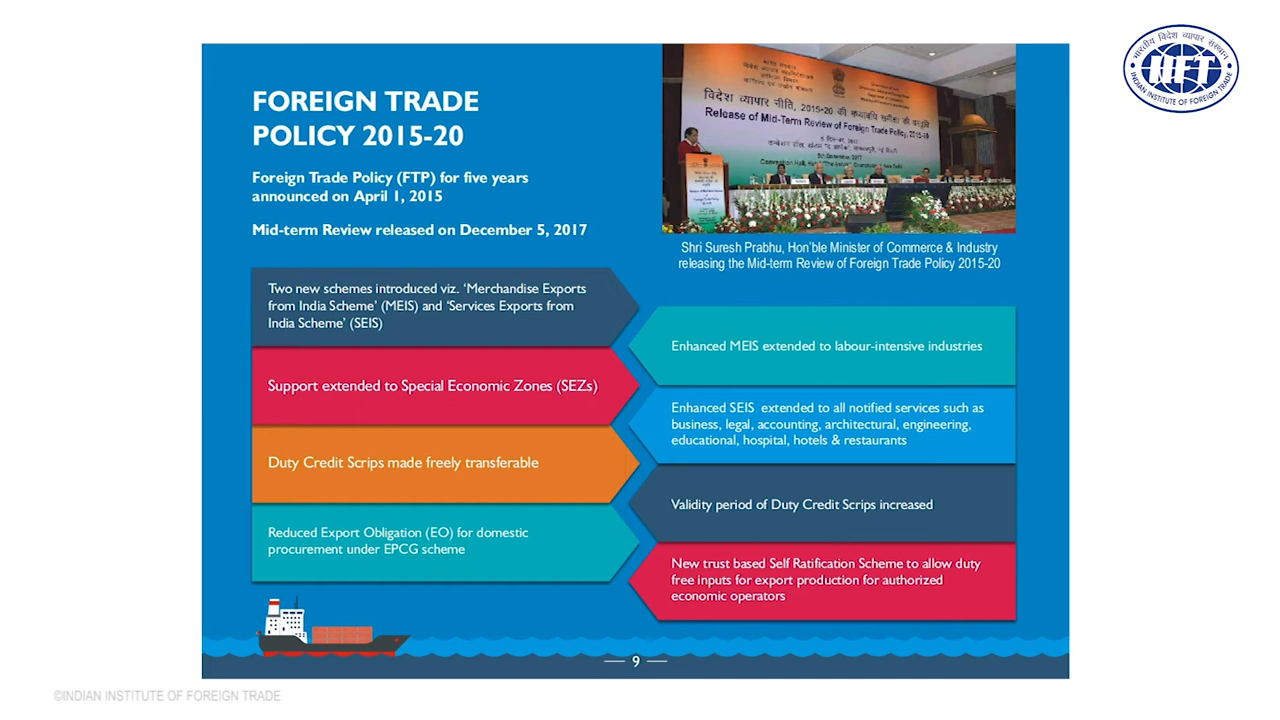 FOREIGN TRADE
POLICY 2015-20
Foreign Trade Policy (FTP) for five years
announced on April 1, 2015
Mid-term Review released on December 5, 2017
विदेश व्यापार नीति, 2015-20 की मध्यावधि समीक्षा की प्रस्तुति
Release of Mid-Term Review of Foreign Trade Policy, 2015-20
Shri Suresh Prabhu, Hon'ble Minister of Commerce & Industry
releasing the Mid-term Review of Foreign Trade Policy 2015-20
Two new schemes introduced viz. 'Merchandise Exports
from India Scheme' (MEIS) and 'Services Exports from
India Scheme' (SEIS)
Support extended to Special Economic Zones (SEZs)
Duty Credit Scrips made freely transferable
Reduced Export Obligation (EO) for domestic
procurement under EPCG scheme
Enhanced MEIS extended to labour-intensive industries
Enhanced SEIS extended to all notified services such as
business, legal, accounting, architectural, engineering,
educational, hospital, hotels & restaurants
Validity period of Duty Credit Scrips increased
New trust based Self Ratification Scheme to allow duty
free inputs for export production for authorized
economic operators
9
भारतीय विदेश व्यापार संस्थान
IIFT
INDIAN INSTITUTE OF FOREIGN TRADE
©INDIAN INSTITUTE OF FOREIGN TRADE